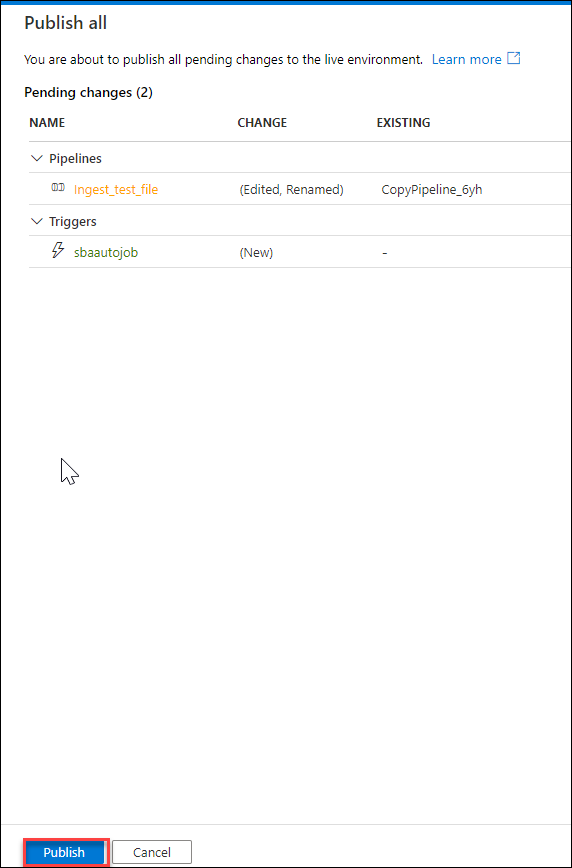 Publish all
You are about to publish all pending changes to the live environment. Learn more
Pending changes (2)
NAME CHANGE EXISTING
Pipelines
Ingest_test_file (Edited, Renamed) CopyPipeline_6yh
Triggers
sbaautojob (New) -
Publish Cancel